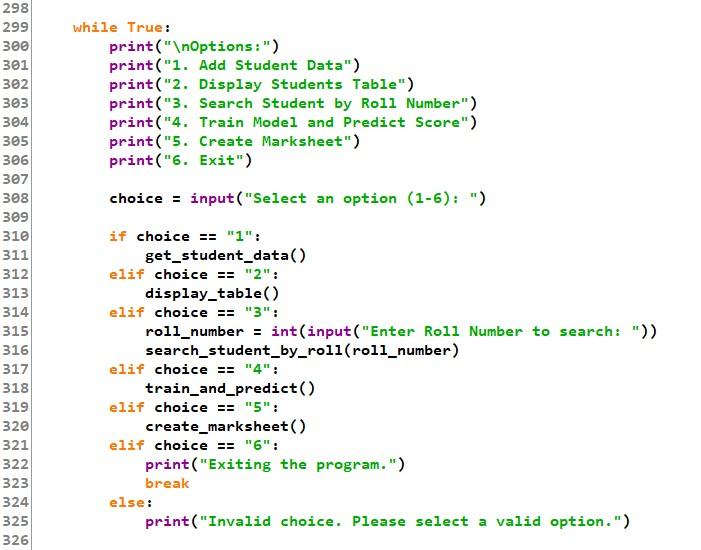 298
299     while True:
300         print("\nOptions:")
301         print("1. Add Student Data")
302         print("2. Display Students Table")
303         print("3. Search Student by Roll Number")
304         print("4. Train Model and Predict Score")
305         print("5. Create Marksheet")
306         print("6. Exit")
307
308         choice = input("Select an option (1-6): ")
309
310         if choice == "1":
311             get_student_data()
312         elif choice == "2":
313             display_table()
314         elif choice == "3":
315             roll_number = int(input("Enter Roll Number to search: "))
316             search_student_by_roll(roll_number)
317         elif choice == "4":
318             train_and_predict()
319         elif choice == "5":
320             create_marksheet()
321         elif choice == "6":
322             print("Exiting the program.")
323             break
324         else:
325             print("Invalid choice. Please select a valid option.")
326